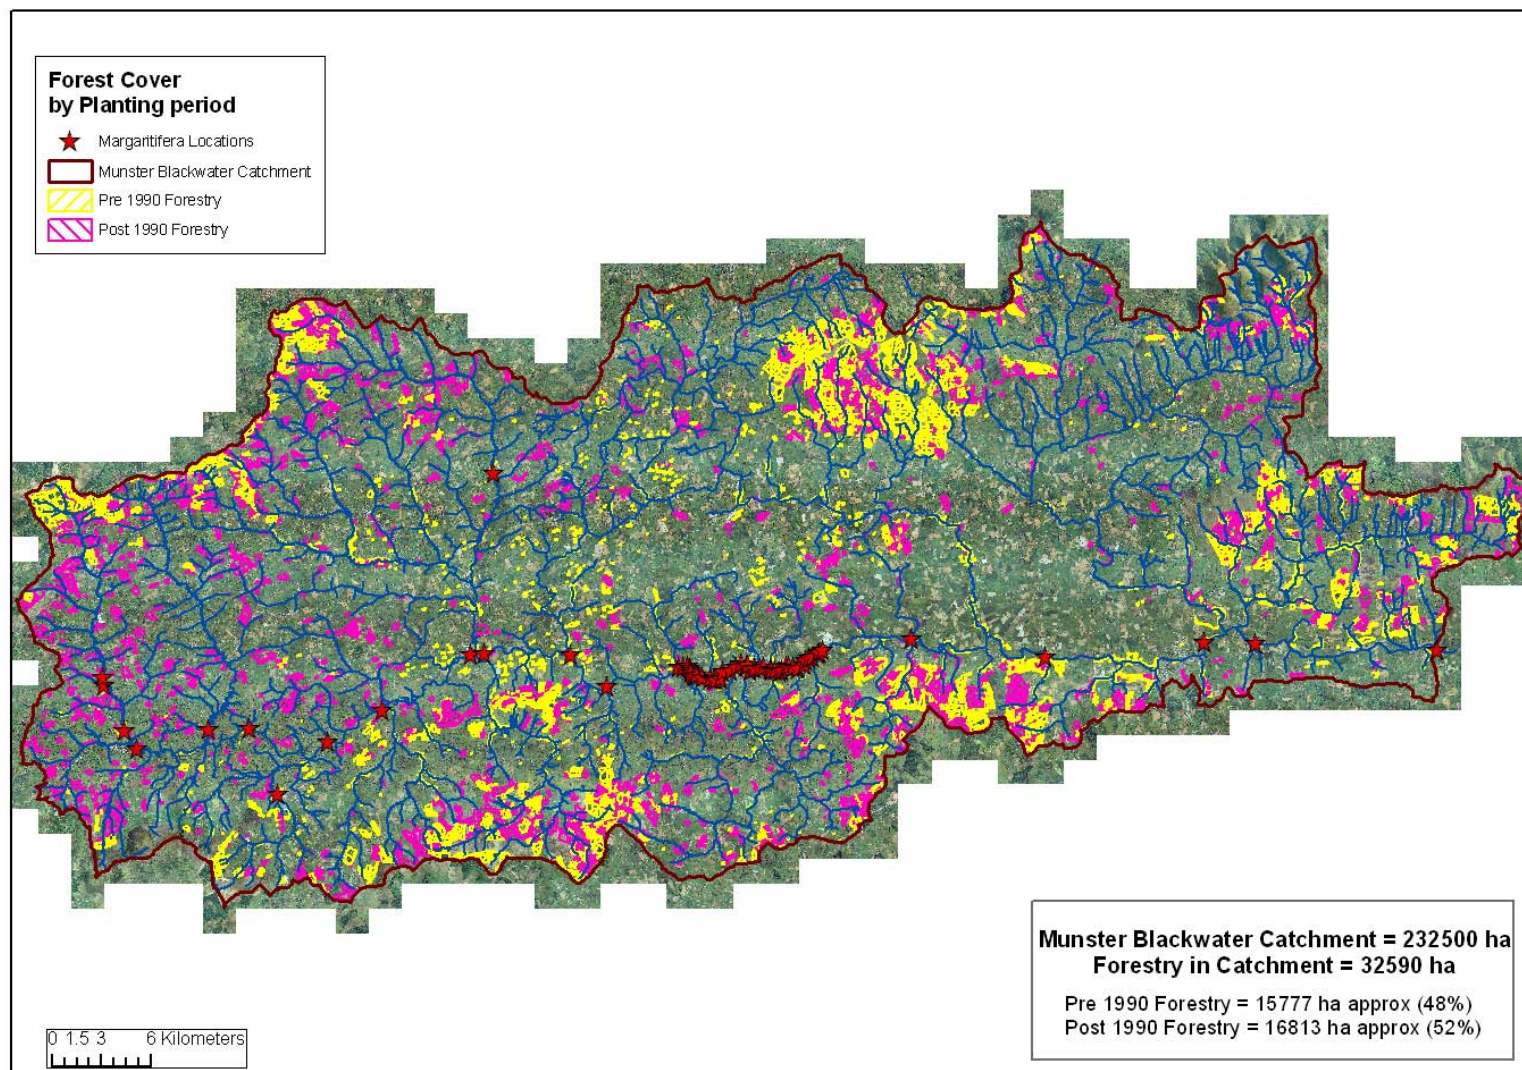 Forest Cover
by Planting period
Margaritifera Locations
Munster Blackwater Catchment
Pre 1990 Forestry
Post 1990 Forestry
Munster Blackwater Catchment = 232500 ha
Forestry in Catchment = 32590 ha
Pre 1990 Forestry = 15777 ha approx (48%)
Post 1990 Forestry = 16813 ha approx (52%)
0 1.5 3 6 Kilometers